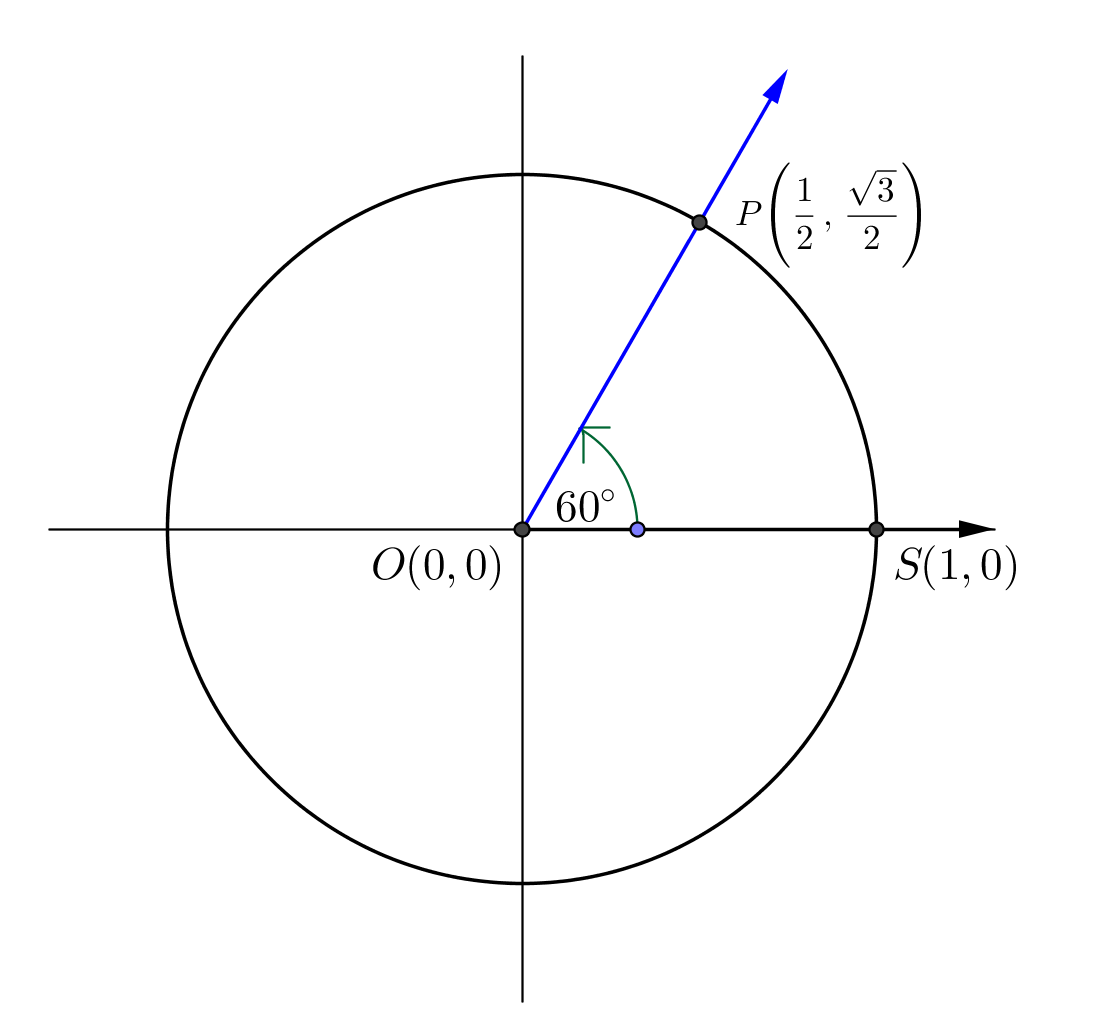 P(1/2, √3/2)
60°
O(0,0)
S(1,0)